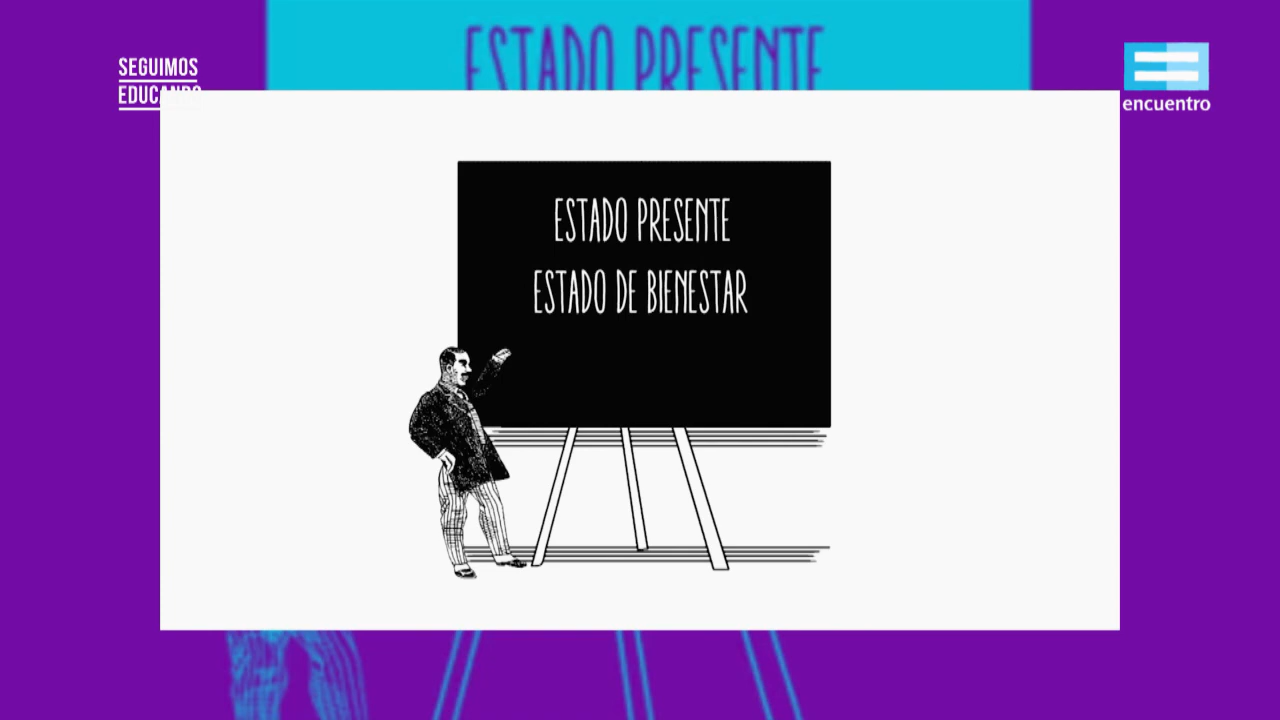 ESTADO PRESENTE
SEGUIMOS
EDUCANDO
encuentro
ESTADO PRESENTE
ESTADO DE BIENESTAR